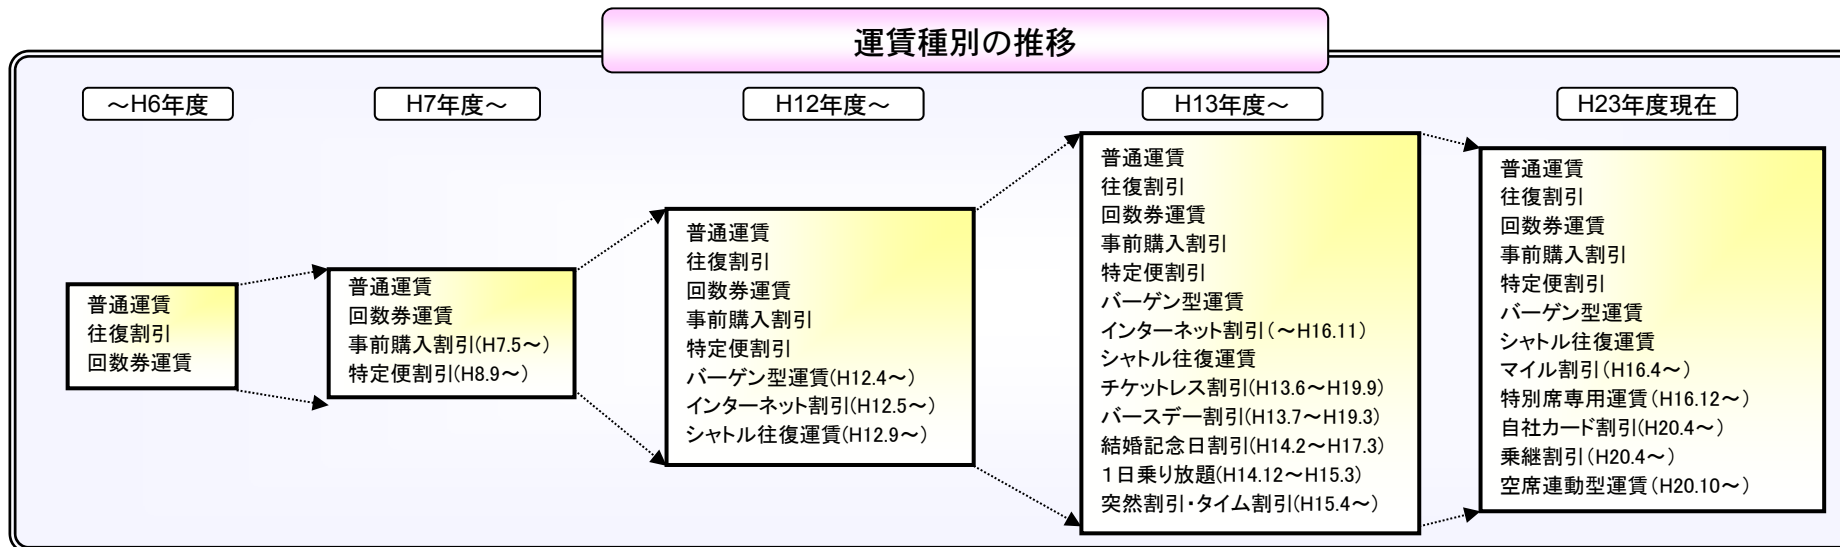 運賃種別の推移
～H6年度
普通運賃
往復割引
回数券運賃
H7年度～
普通運賃
回数券運賃
事前購入割引(H7.5～)
特定便割引(H8.9～)
H12年度～
普通運賃
往復割引
回数券運賃
事前購入割引
特定便割引
バーゲン型運賃(H12.4～)
インターネット割引(H12.5～)
シャトル往復運賃(H12.9～)
H13年度～
普通運賃
往復割引
回数券運賃
事前購入割引
特定便割引
バーゲン型運賃
インターネット割引(～H16.11)
シャトル往復運賃
チケットレス割引(H13.6～H19.9)
バースデー割引(H13.7～H19.3)
結婚記念日割引(H14.2～H17.3)
１日乗り放題(H14.12～H15.3)
突然割引・タイム割引(H15.4～)
H23年度現在
普通運賃
往復割引
回数券運賃
事前購入割引
特定便割引
バーゲン型運賃
シャトル往復運賃
マイル割引(H16.4～)
特別席専用運賃(H16.12～)
自社カード割引(H20.4～)
乗継割引(H20.4～)
空席連動型運賃(H20.10～)